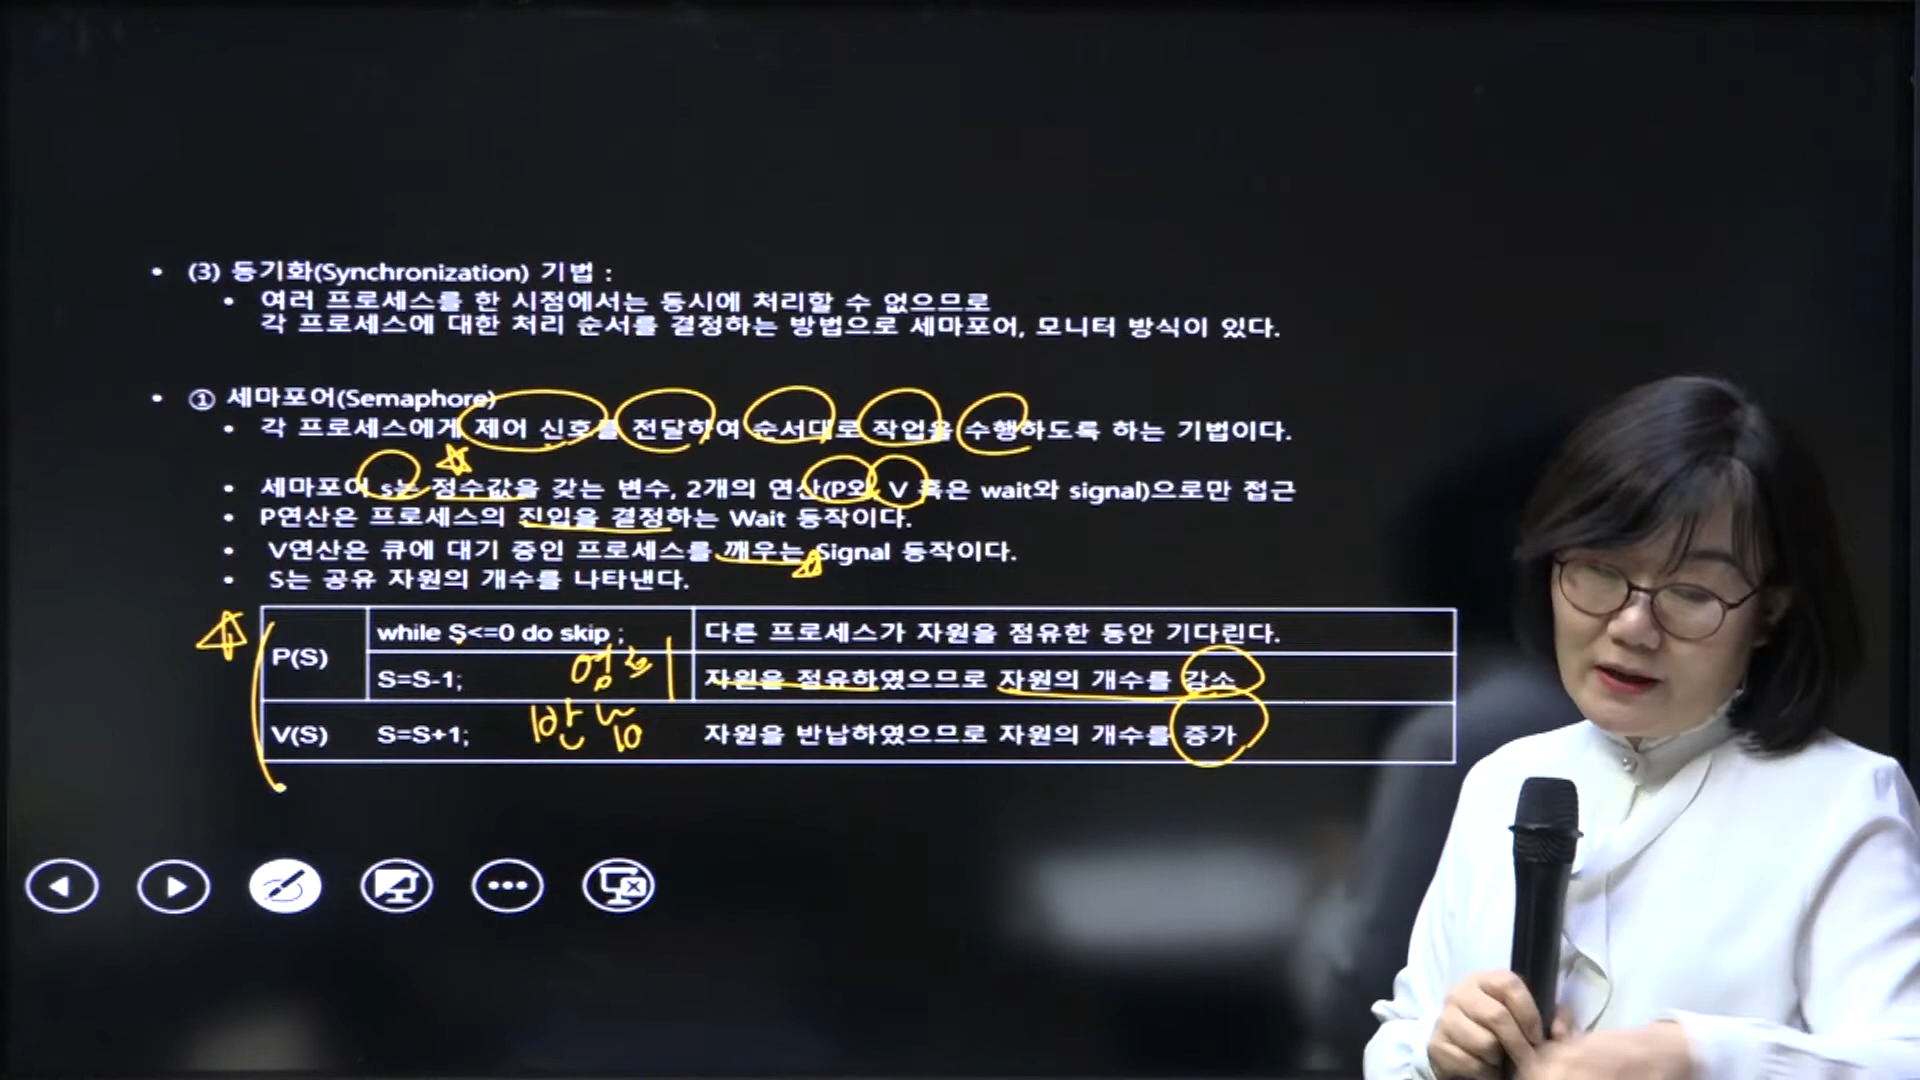 (3) 동기화(Synchronization) 기법 :
여러 프로세스를 한 시점에서는 동시에 처리할 수 없으므로
각 프로세스에 대한 처리 순서를 결정하는 방법으로 세마포어, 모니터 방식이 있다.
① 세마포어(Semaphore)
각 프로세스에게 제어 신호를 전달하여 순서대로 작업을 수행하도록 하는 기법이다.
세마포어 s는 정수값을 갖는 변수, 2개의 연산(P와 V 혹은 wait와 signal)으로만 접근
P연산은 프로세스의 진입을 결정하는 Wait 동작이다.
V연산은 큐에 대기 중인 프로세스를 깨우는 Signal 동작이다.
S는 공유 자원의 개수를 나타낸다.
P(S) while S<=0 do skip ; 다른 프로세스가 자원을 점유한 동안 기다린다.
S=S-1; 자원을 점유하였으므로 자원의 개수를 감소
V(S) S=S+1; 반납 자원을 반납하였으므로 자원의 개수를 증가